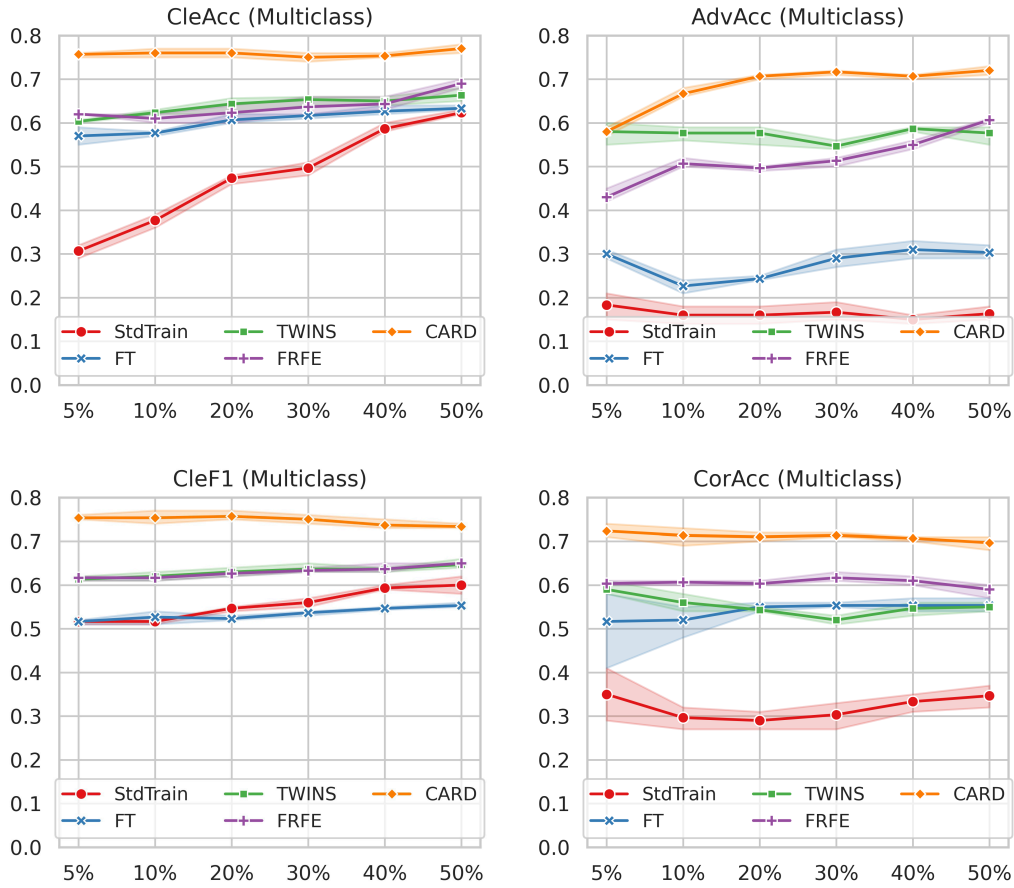 CleAcc (Multiclass)
0.8
0.7
0.6
0.5
0.4
0.3
0.2
0.1
0.0
StdTrain TWINS CARD
FT FRFE
5% 10% 20% 30% 40% 50%
AdvAcc (Multiclass)
0.8
0.7
0.6
0.5
0.4
0.3
0.2
0.1
0.0
StdTrain TWINS CARD
FT FRFE
5% 10% 20% 30% 40% 50%
CleF1 (Multiclass)
0.8
0.7
0.6
0.5
0.4
0.3
0.2
0.1
0.0
StdTrain TWINS CARD
FT FRFE
5% 10% 20% 30% 40% 50%
CorAcc (Multiclass)
0.8
0.7
0.6
0.5
0.4
0.3
0.2
0.1
0.0
StdTrain TWINS CARD
FT FRFE
5% 10% 20% 30% 40% 50%